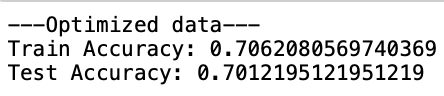 ---Optimized data---
Train Accuracy: 0.7062080569740369
Test Accuracy: 0.7012195121951219